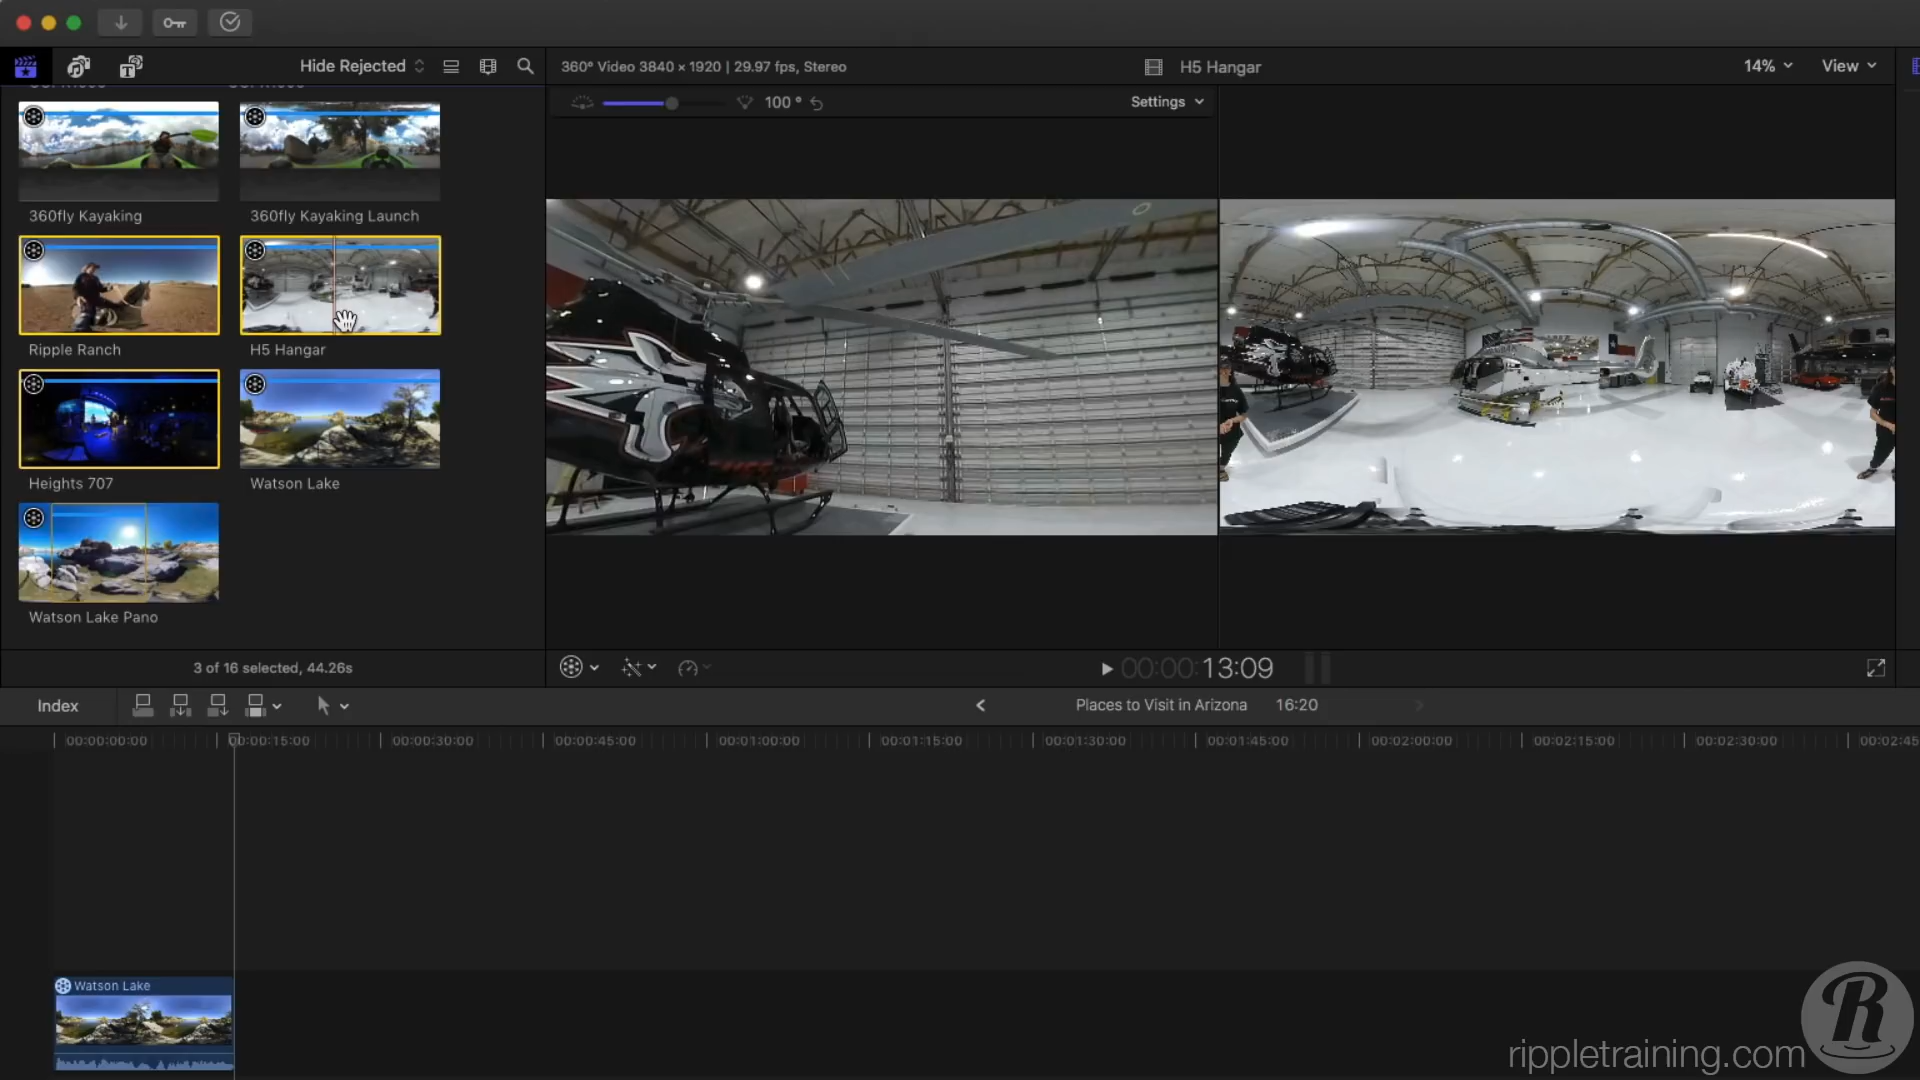 Hide Rejected
360° Video 3840 × 1920 | 29.97 fps, Stereo
H5 Hangar
14%
View
100 °
Settings
360fly Kayaking
360fly Kayaking Launch
Ripple Ranch
H5 Hangar
Heights 707
Watson Lake
Watson Lake Pano
3 of 16 selected, 44.26s
00:00:13:09
Index
Places to Visit in Arizona
16:20
00:00:00:00
00:00:15:00
00:00:30:00
00:00:45:00
00:01:00:00
00:01:15:00
00:01:30:00
00:01:45:00
00:02:00:00
00:02:15:00
00:02:30:00
00:02:45
Watson Lake
R
rippletraining.com